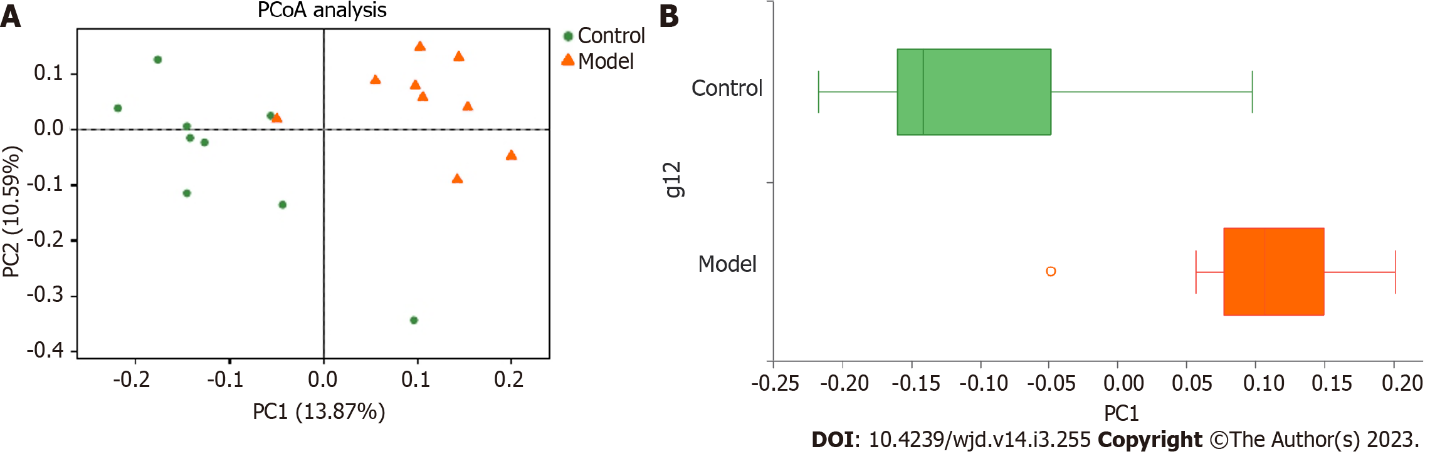 A
PCoA analysis
Control
Model
0.1
0.0
-0.1
-0.2
-0.3
-0.4
PC2 (10.59%)
-0.2 -0.1 0.0 0.1 0.2
PC1 (13.87%)
B
Control
g12
Model
-0.25 -0.20 -0.15 -0.10 -0.05 0.00 0.05 0.10 0.15 0.20
PC1
DOI: 10.4239/wjd.v14.i3.255 Copyright ©The Author(s) 2023.